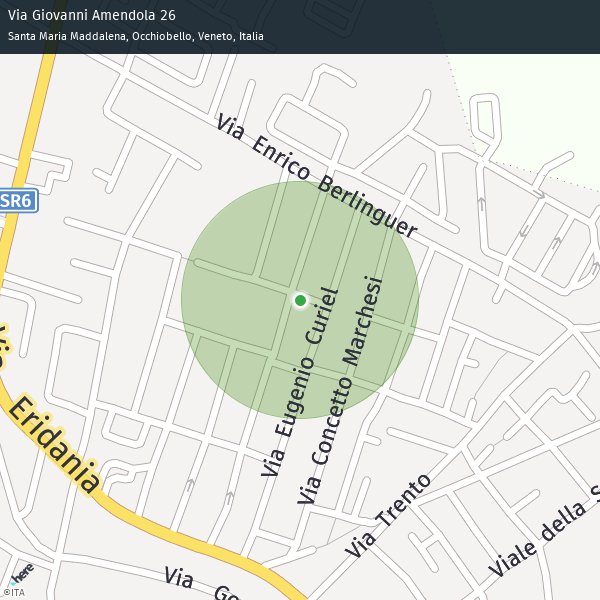 Via Giovanni Amendola 26
Santa Maria Maddalena, Occhiobello, Veneto, Italia
Via Enrico Berlinguer
SR6
Via Eugenio Curiel
Via Concetto Marchesi
Via Eridania
Via Trento
Viale della S
Via Go
here
©ITA